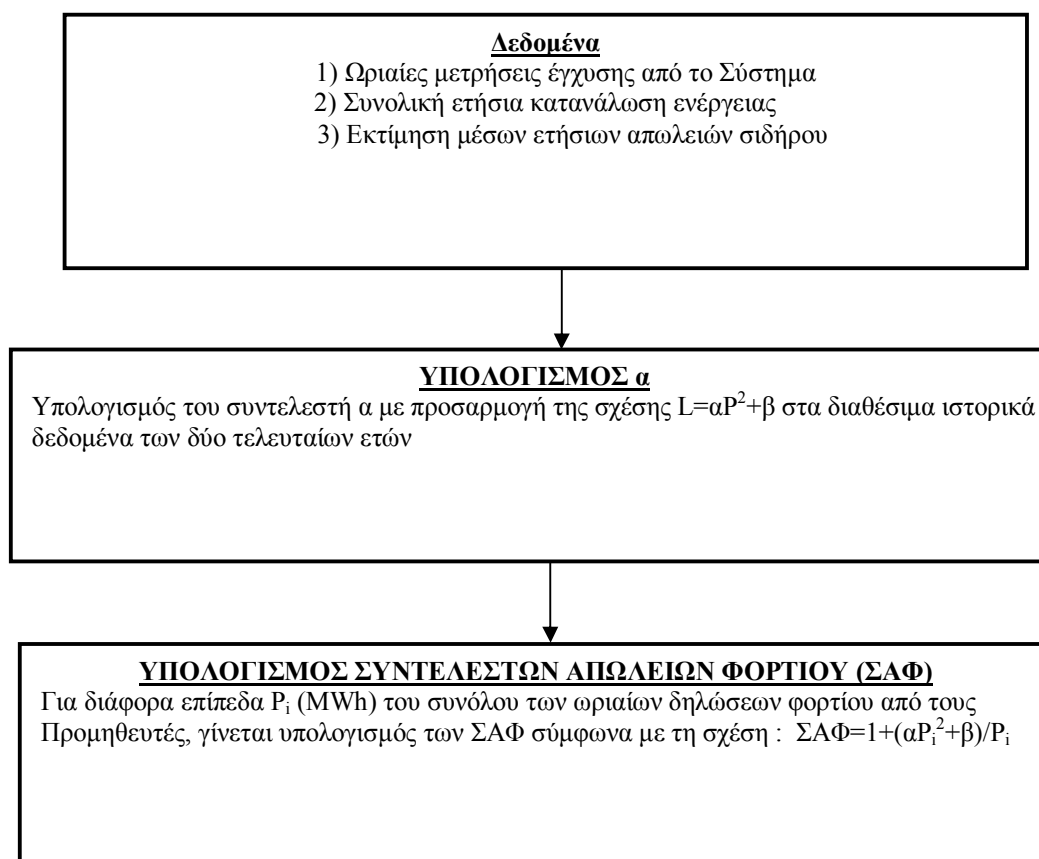 Δεδομένα
1) Ωριαίες μετρήσεις έγχυσης από το Σύστημα
2) Συνολική ετήσια κατανάλωση ενέργειας
3) Εκτίμηση μέσων ετήσιων απωλειών σιδήρου
ΥΠΟΛΟΓΙΣΜΟΣ α
Υπολογισμός του συντελεστή α με προσαρμογή της σχέσης L=αP²+β στα διαθέσιμα ιστορικά
δεδομένα των δύο τελευταίων ετών
ΥΠΟΛΟΓΙΣΜΟΣ ΣΥΝΤΕΛΕΣΤΩΝ ΑΠΩΛΕΙΩΝ ΦΟΡΤΙΟΥ (ΣΑΦ)
Για διάφορα επίπεδα Pᵢ (MWh) του συνόλου των ωριαίων δηλώσεων φορτίου από τους
Προμηθευτές, γίνεται υπολογισμός των ΣΑΦ σύμφωνα με τη σχέση : ΣΑΦ=1+(αPᵢ²+β)/Pᵢ